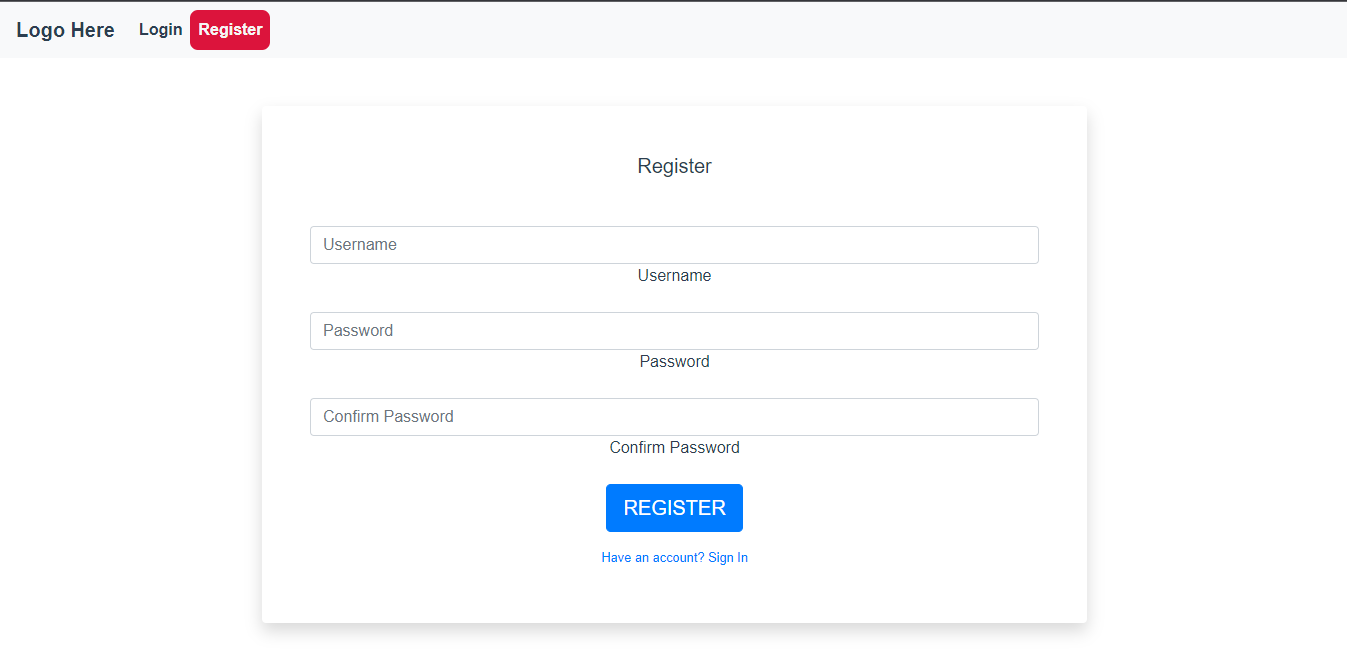 Logo Here Login Register
Register
Username
Username
Password
Password
Confirm Password
Confirm Password
REGISTER
Have an account? Sign In